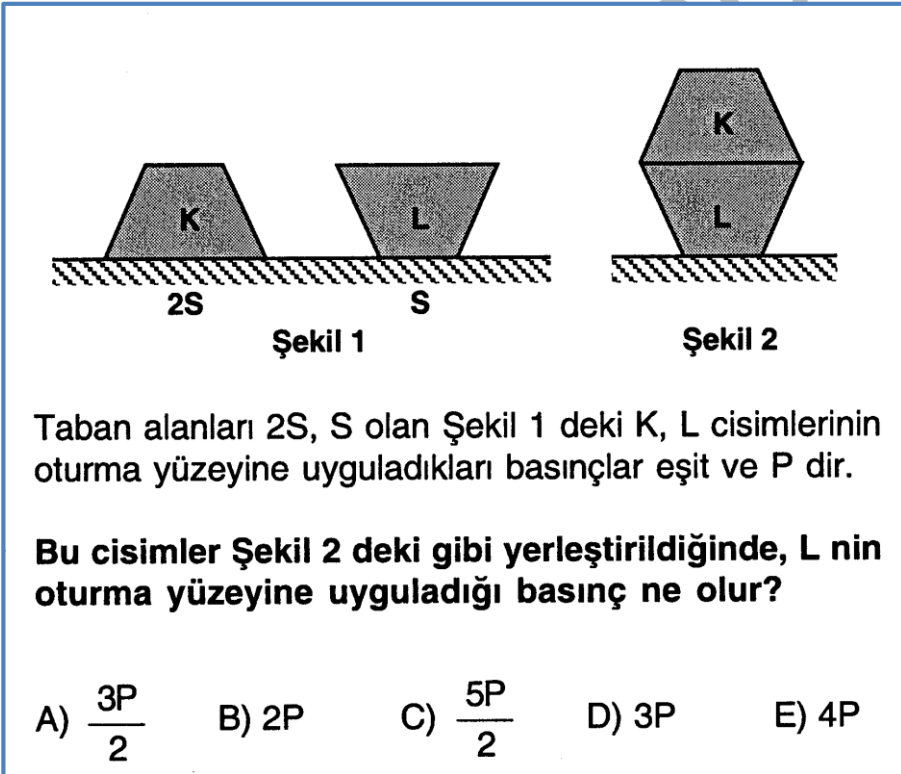 K
L
2S
S
Şekil 1
K
L
Şekil 2
Taban alanları 2S, S olan Şekil 1 deki K, L cisimlerinin
oturma yüzeyine uyguladıkları basınçlar eşit ve P dir.
Bu cisimler Şekil 2 deki gibi yerleştirildiğinde, L nin
oturma yüzeyine uyguladığı basınç ne olur?
A) 3P/2 B) 2P C) 5P/2 D) 3P E) 4P